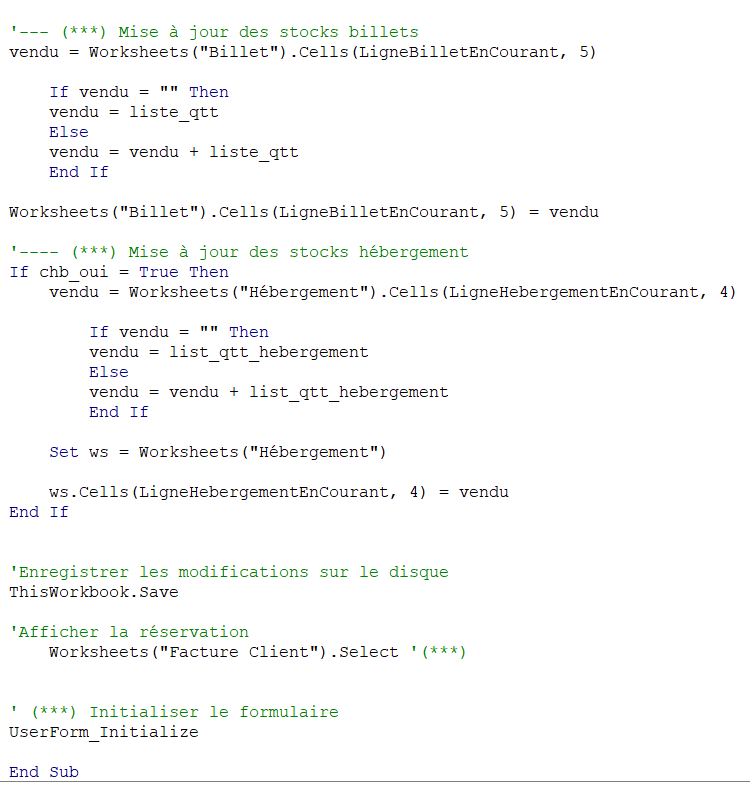 '--- (***) Mise à jour des stocks billets
vendu = Worksheets("Billet").Cells(LigneBilletEnCourant, 5)
If vendu = "" Then
vendu = liste_qtt
Else
vendu = vendu + liste_qtt
End If
Worksheets("Billet").Cells(LigneBilletEnCourant, 5) = vendu
'---- (***) Mise à jour des stocks hébergement
If chb_oui = True Then
vendu = Worksheets("Hébergement").Cells(LigneHebergementEnCourant, 4)
If vendu = "" Then
vendu = list_qtt_hebergement
Else
vendu = vendu + list_qtt_hebergement
End If
Set ws = Worksheets("Hébergement")
ws.Cells(LigneHebergementEnCourant, 4) = vendu
End If
'Enregistrer les modifications sur le disque
ThisWorkbook.Save
'Afficher la réservation
Worksheets("Facture Client").Select '(***)
' (***) Initialiser le formulaire
UserForm_Initialize
End Sub